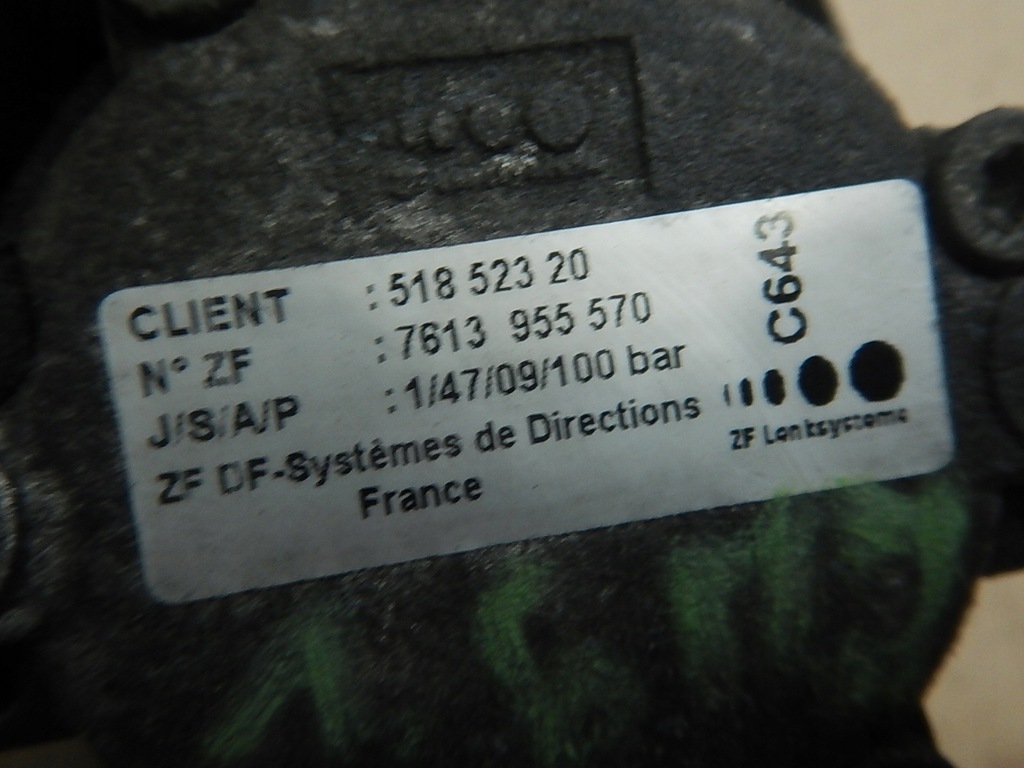 CLIENT : 518 523 20
N° ZF : 7613 955 570
J/S/A/P : 1/47/09/100 bar
ZF DF-Systêmes de Directions
France
C643
ZF Lenksysteme